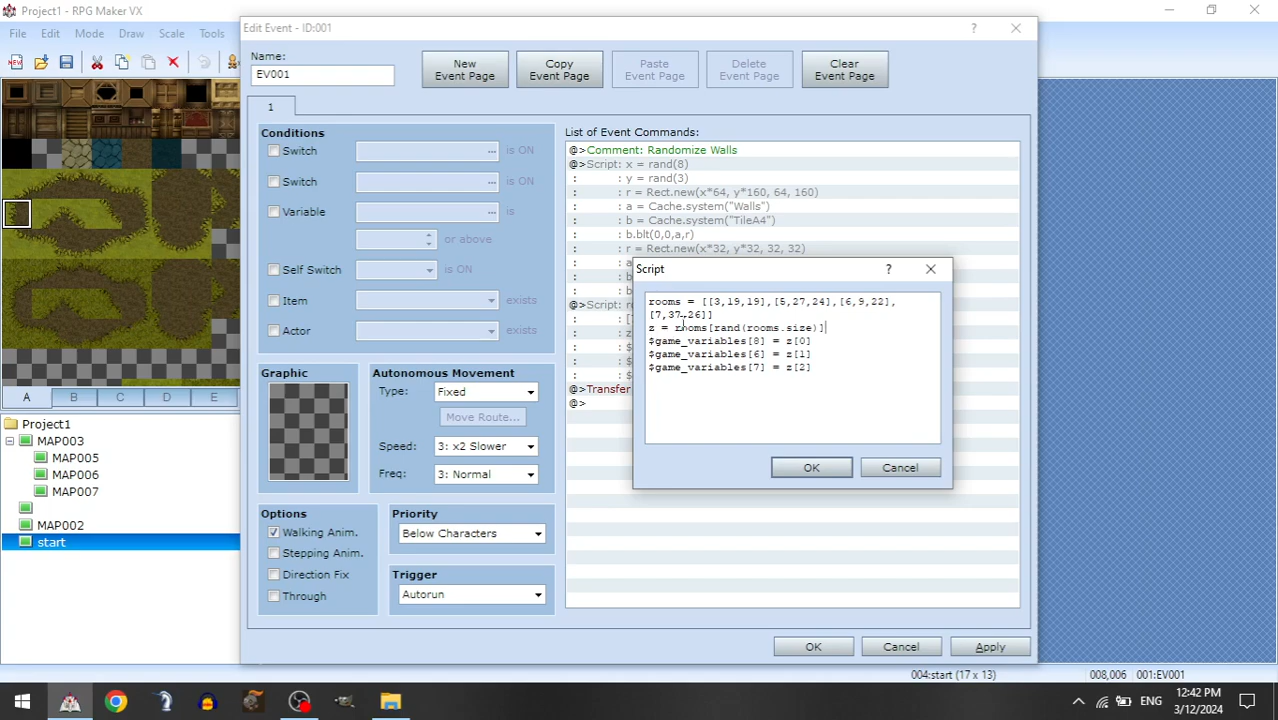 Project1 - RPG Maker VX
File Edit Mode Draw Scale Tools
A B C D E
Project1
MAP003
MAP005
MAP006
MAP007
MAP002
start
Edit Event - ID:001
Name:
EV001
New Event Page
Copy Event Page
Paste Event Page
Delete Event Page
Clear Event Page
1
Conditions
Switch ... is ON
Switch ... is ON
Variable ... is
or above
Self Switch is ON
Item exists
Actor exists
Graphic
Autonomous Movement
Type: Fixed
Move Route...
Speed: 3: x2 Slower
Freq: 3: Normal
Options
Walking Anim.
Stepping Anim.
Direction Fix
Through
Priority
Below Characters
Trigger
Autorun
List of Event Commands:
@>Comment: Randomize Walls
@>Script: x = rand(8)
: : y = rand(3)
: : r = Rect.new(x*64, y*160, 64, 160)
: : a = Cache.system("Walls")
: : b = Cache.system("TileA4")
: : b.blt(0,0,a,r)
: : r = Rect.new(x*32, y*32, 32, 32)
@>Script:
@>Transfer
@>
Script
rooms = [[3,19,19],[5,27,24],[6,9,22],
[7,37,26]]
z = rooms[rand(rooms.size)]
$game_variables[8] = z[0]
$game_variables[6] = z[1]
$game_variables[7] = z[2]
OK Cancel
OK Cancel Apply
004:start (17 x 13) 008,006 001:EV001
ENG
12:42 PM
3/12/2024